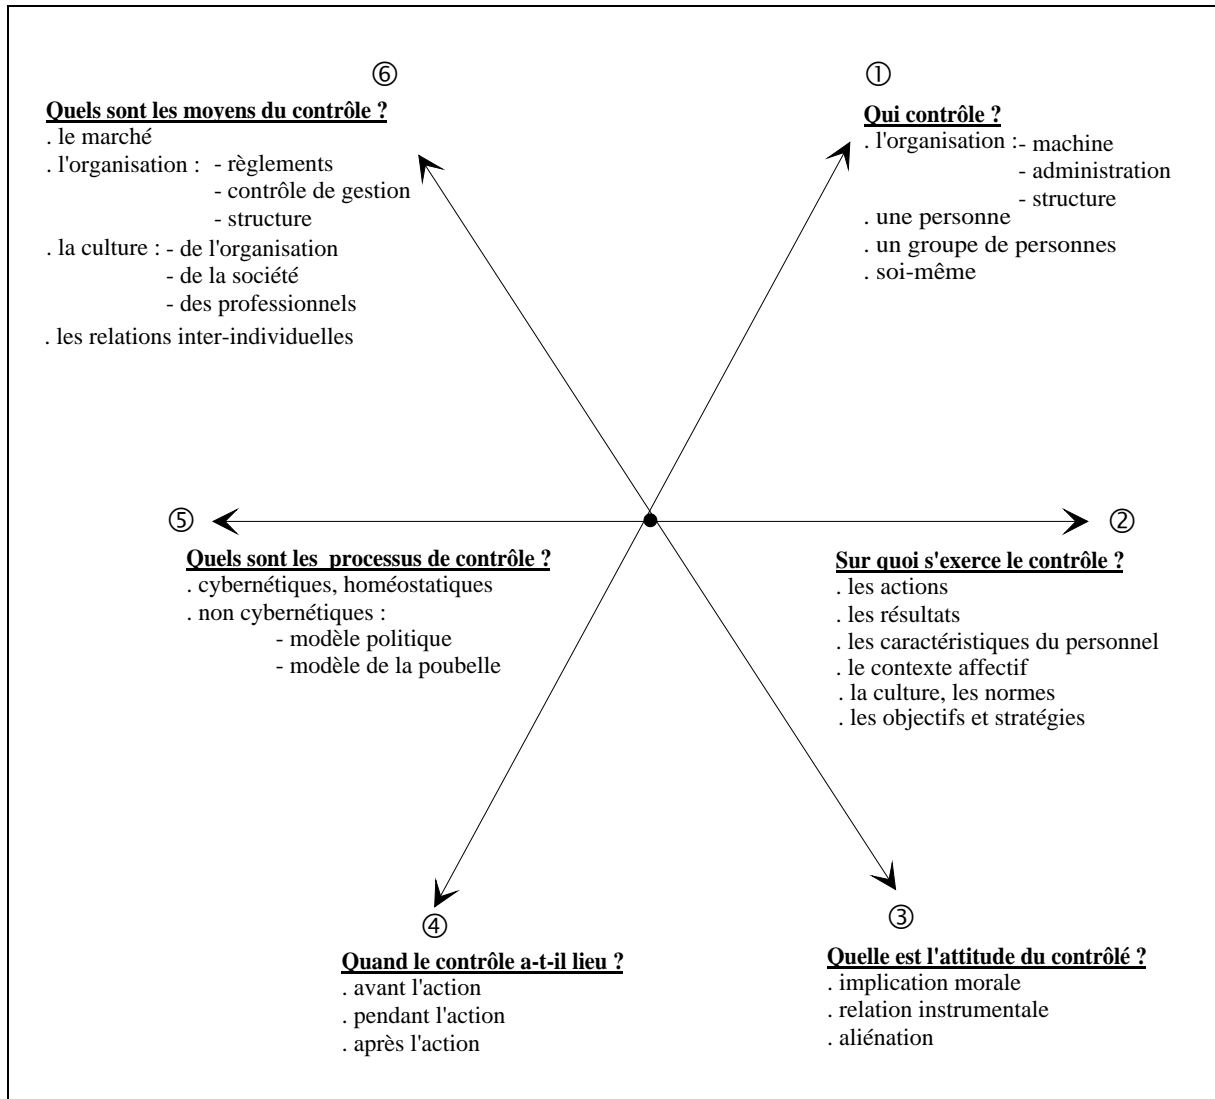 ⑥
Quels sont les moyens du contrôle ?
. le marché
. l'organisation : - règlements
- contrôle de gestion
- structure
. la culture : - de l'organisation
- de la société
- des professionnels
. les relations inter-individuelles
①
Qui contrôle ?
. l'organisation :- machine
- administration
- structure
. une personne
. un groupe de personnes
. soi-même
⑤
Quels sont les processus de contrôle ?
. cybernétiques, homéostatiques
. non cybernétiques :
- modèle politique
- modèle de la poubelle
②
Sur quoi s'exerce le contrôle ?
. les actions
. les résultats
. les caractéristiques du personnel
. le contexte affectif
. la culture, les normes
. les objectifs et stratégies
④
Quand le contrôle a-t-il lieu ?
. avant l'action
. pendant l'action
. après l'action
③
Quelle est l'attitude du contrôlé ?
. implication morale
. relation instrumentale
. aliénation